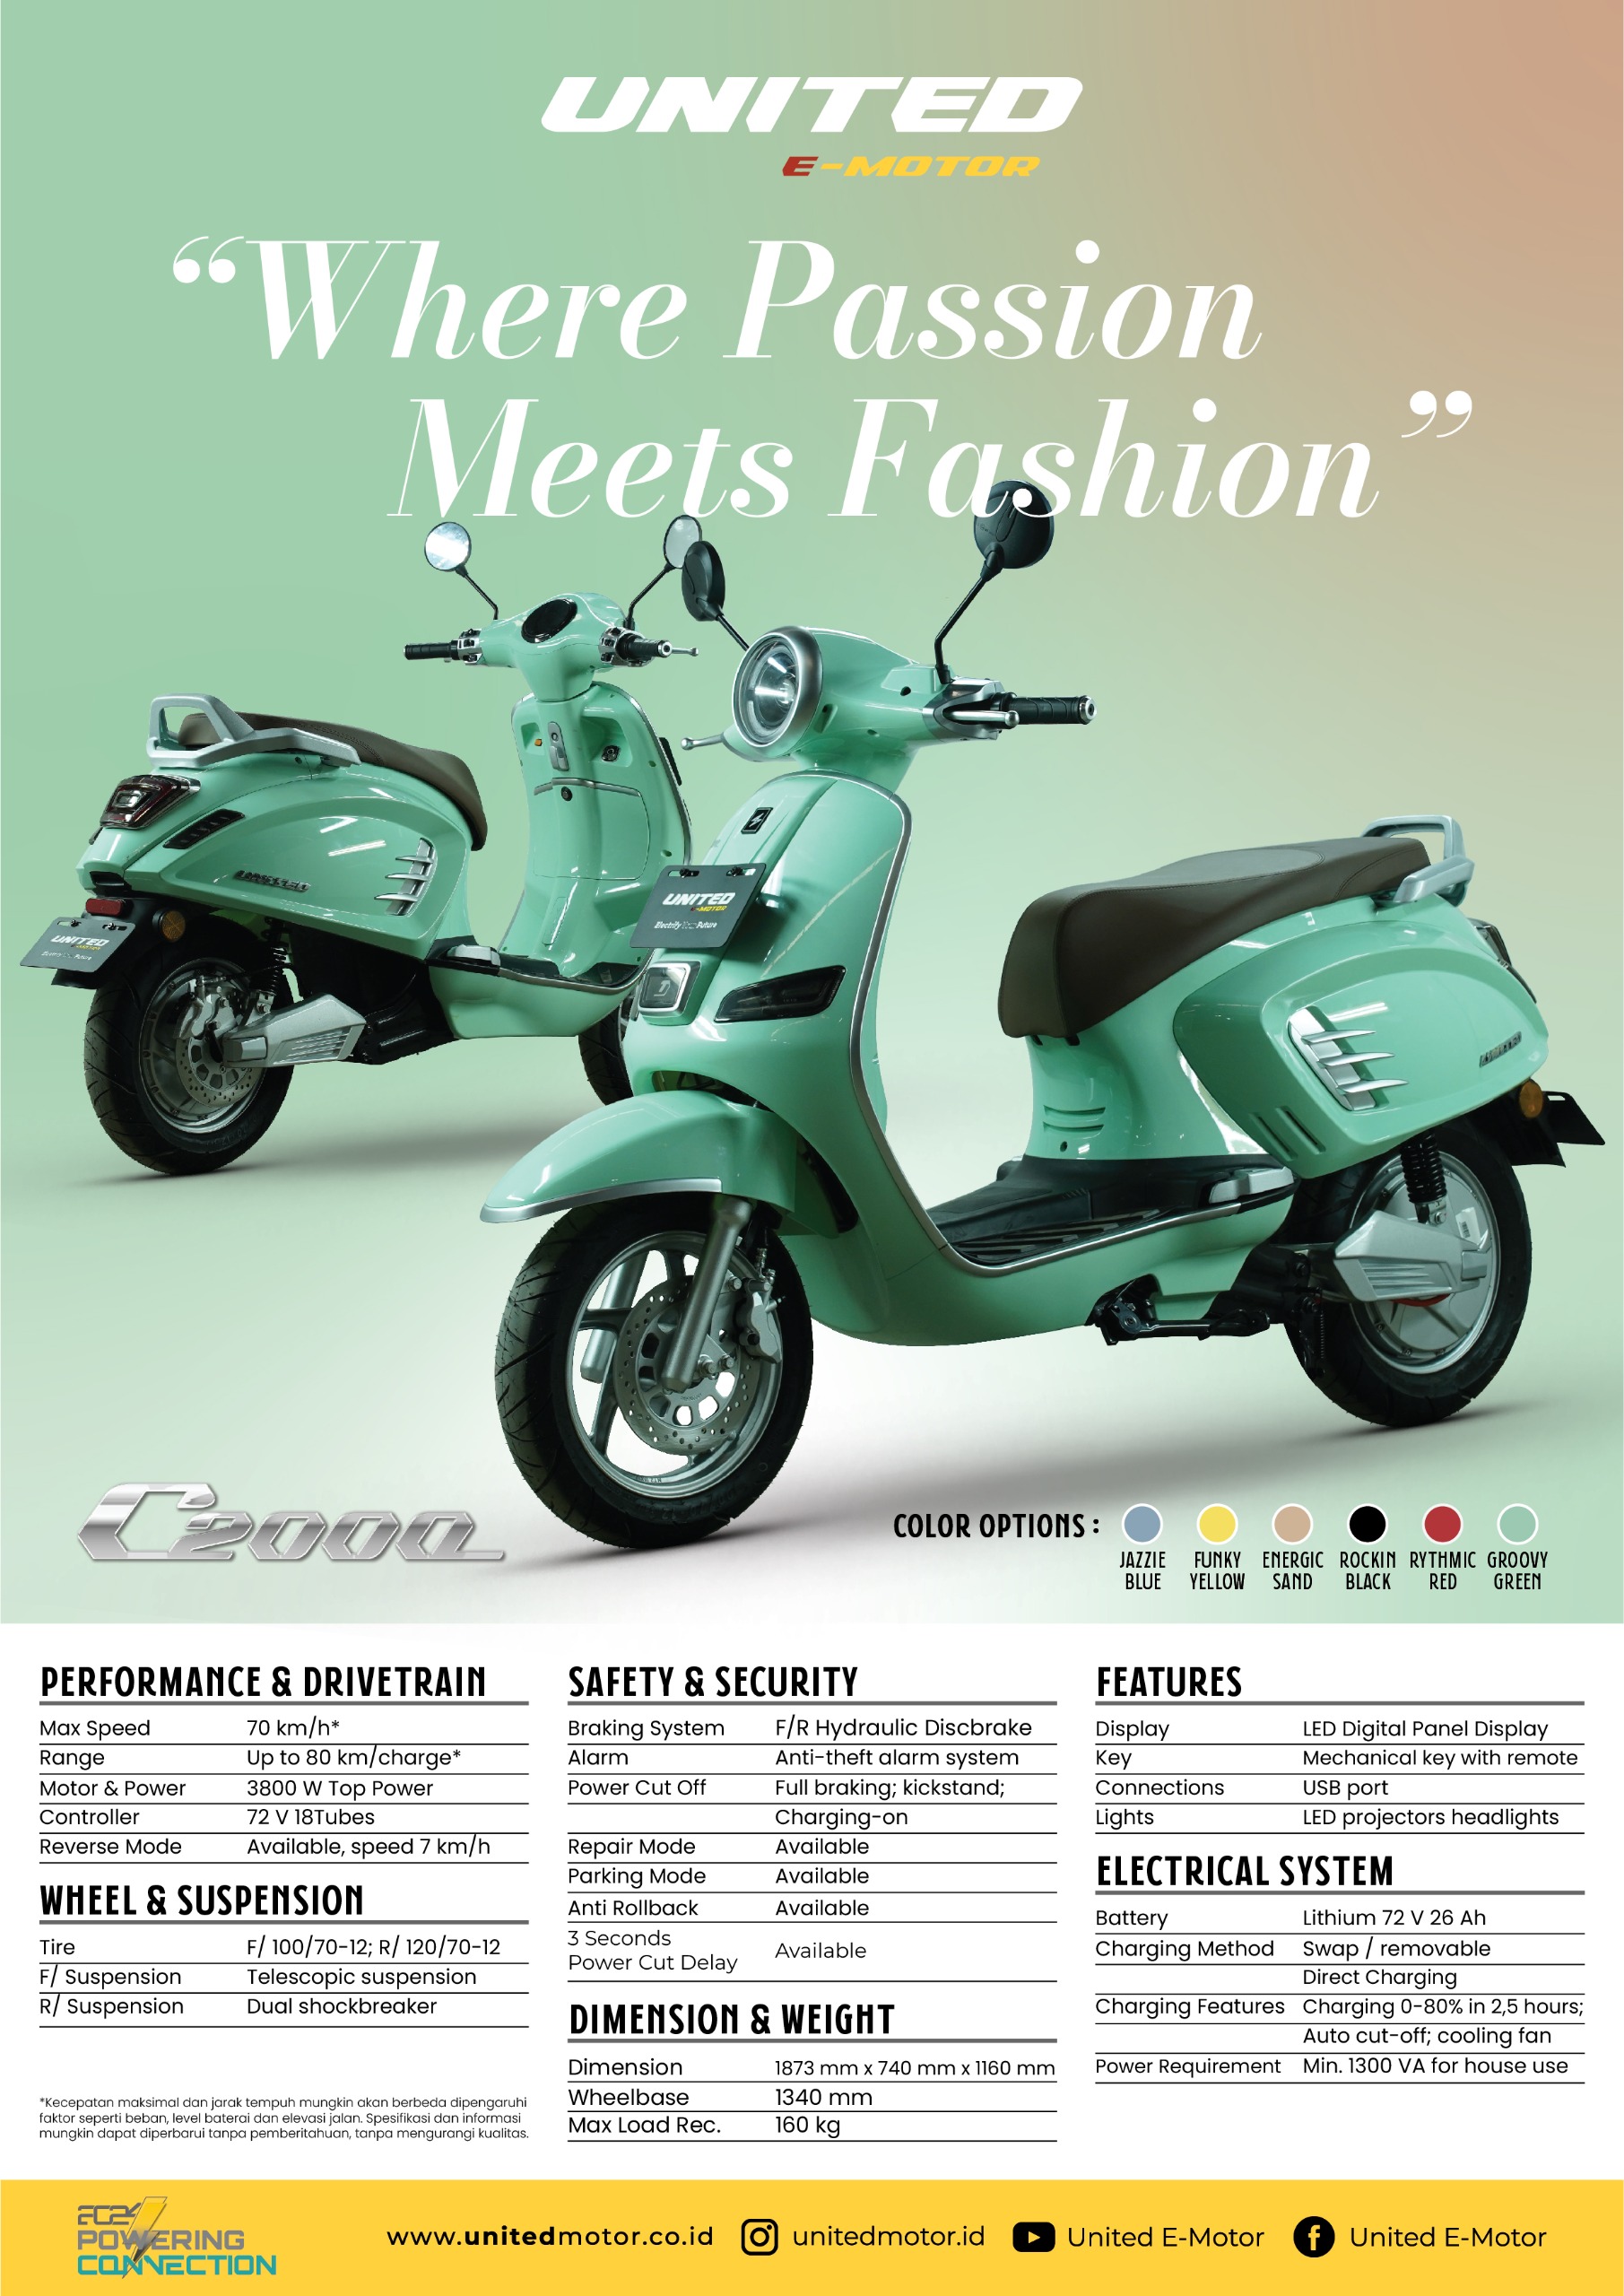 UNITED
E-MOTOR
“Where Passion
Meets Fashion”
UNITED
UNITED
E-MOTOR
UNITED
E-MOTOR
Electrify Your Future
UNITED
C2000
COLOR OPTIONS :
JAZZIE BLUE
FUNKY YELLOW
ENERGIC SAND
ROCKIN BLACK
RYTHMIC RED
GROOVY GREEN
PERFORMANCE & DRIVETRAIN
Max Speed 70 km/h*
Range Up to 80 km/charge*
Motor & Power 3800 W Top Power
Controller 72 V 18Tubes
Reverse Mode Available, speed 7 km/h
WHEEL & SUSPENSION
Tire F/ 100/70-12; R/ 120/70-12
F/ Suspension Telescopic suspension
R/ Suspension Dual shockbreaker
*Kecepatan maksimal dan jarak tempuh mungkin akan berbeda dipengaruhi
faktor seperti beban, level baterai dan elevasi jalan. Spesifikasi dan informasi
mungkin dapat diperbarui tanpa pemberitahuan, tanpa mengurangi kualitas.
SAFETY & SECURITY
Braking System F/R Hydraulic Discbrake
Alarm Anti-theft alarm system
Power Cut Off Full braking; kickstand;
Charging-on
Repair Mode Available
Parking Mode Available
Anti Rollback Available
3 Seconds
Power Cut Delay Available
DIMENSION & WEIGHT
Dimension 1873 mm x 740 mm x 1160 mm
Wheelbase 1340 mm
Max Load Rec. 160 kg
FEATURES
Display LED Digital Panel Display
Key Mechanical key with remote
Connections USB port
Lights LED projectors headlights
ELECTRICAL SYSTEM
Battery Lithium 72 V 26 Ah
Charging Method Swap / removable
Direct Charging
Charging Features Charging 0-80% in 2,5 hours;
Auto cut-off; cooling fan
Power Requirement Min. 1300 VA for house use
2024
POWERING
CONNECTION
www.unitedmotor.co.id
unitedmotor.id
United E-Motor
United E-Motor